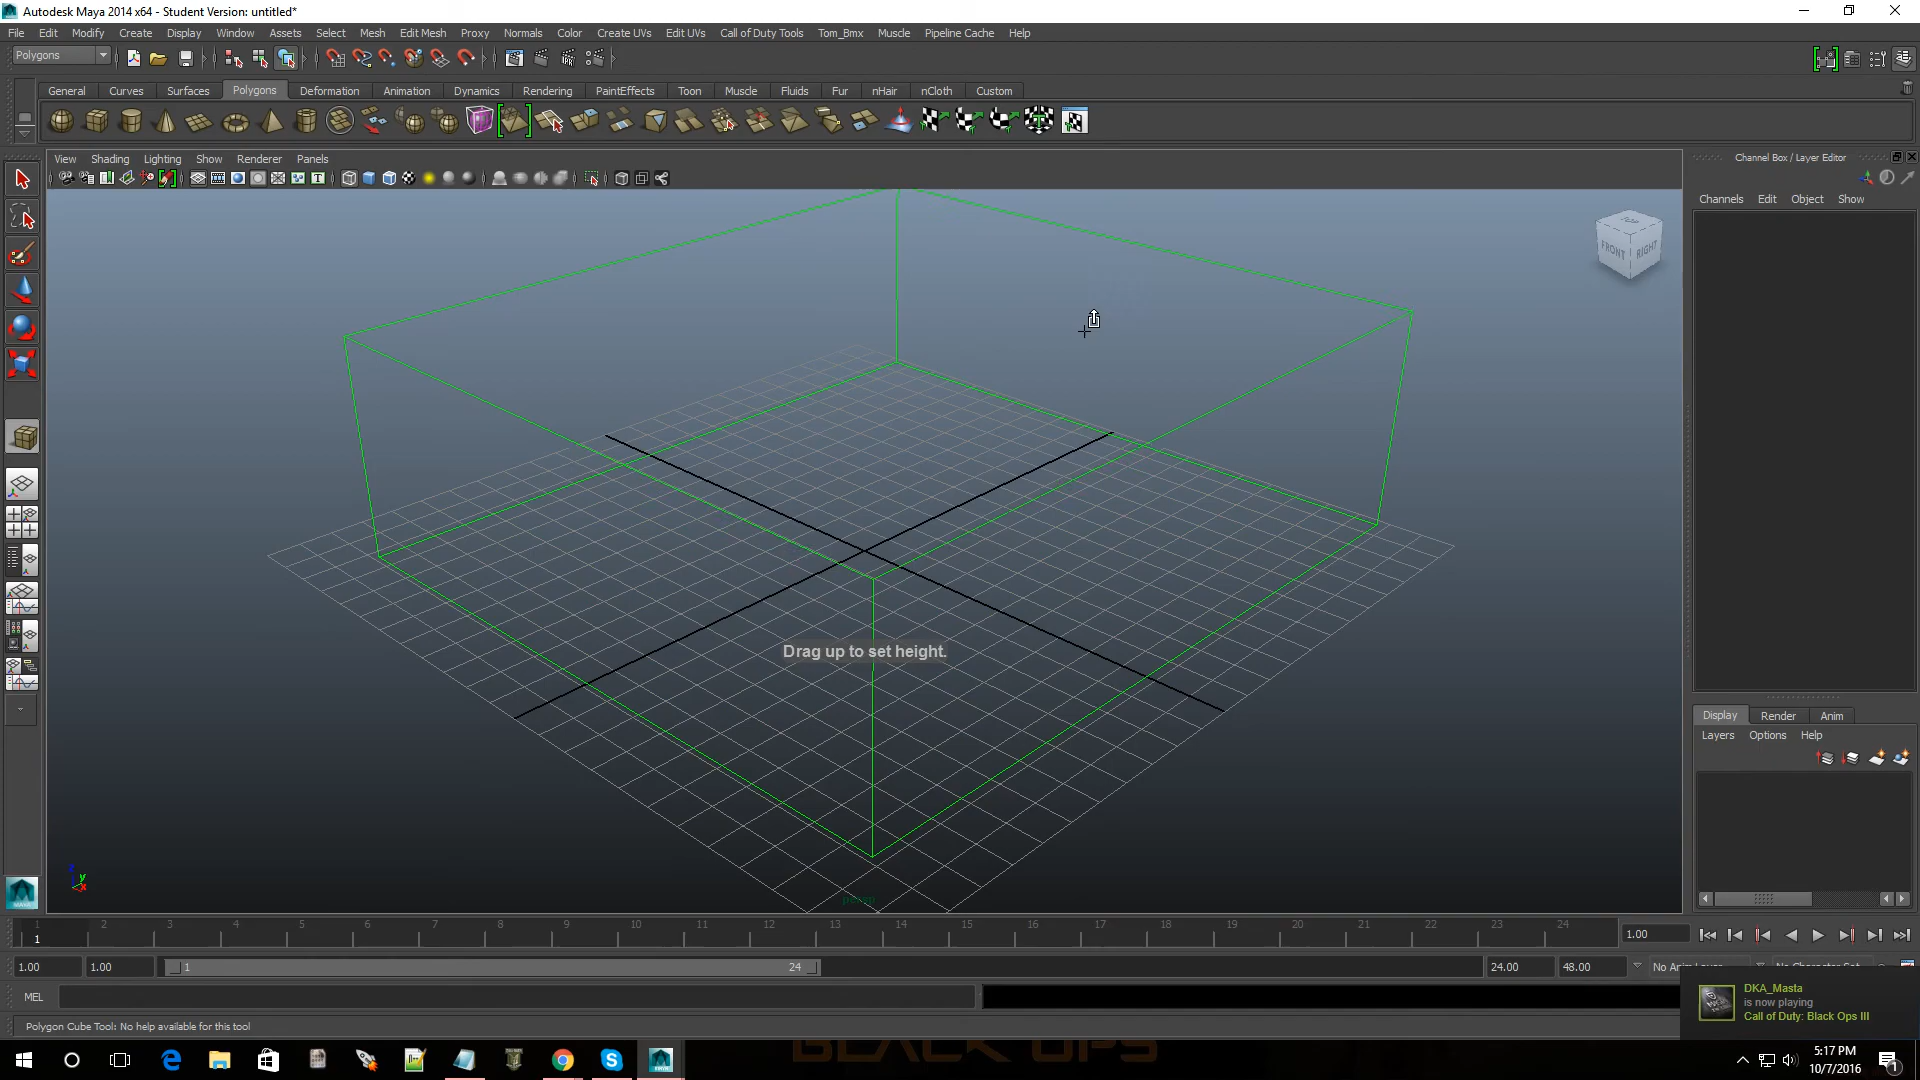 Autodesk Maya 2014 x64 - Student Version: untitled*
File Edit Modify Create Display Window Assets Select Mesh Edit Mesh Proxy Normals Color Create UVs Edit UVs Call of Duty Tools Tom_Bmx Muscle Pipeline Cache Help
Polygons
General Curves Surfaces Polygons Deformation Animation Dynamics Rendering PaintEffects Toon Muscle Fluids Fur nHair nCloth Custom
View Shading Lighting Show Renderer Panels
Channel Box / Layer Editor
Channels Edit Object Show
TOP
FRONT RIGHT
Drag up to set height.
Display Render Anim
Layers Options Help
persp
y
x
1 2 3 4 5 6 7 8 9 10 11 12 13 14 15 16 17 18 19 20 21 22 23 24
1
1.00
1.00 1.00 1 24 24.00 48.00
MEL
DKA_Masta
is now playing
Call of Duty: Black Ops III
Polygon Cube Tool: No help available for this tool
BLACK OPS
5:17 PM
10/7/2016
1